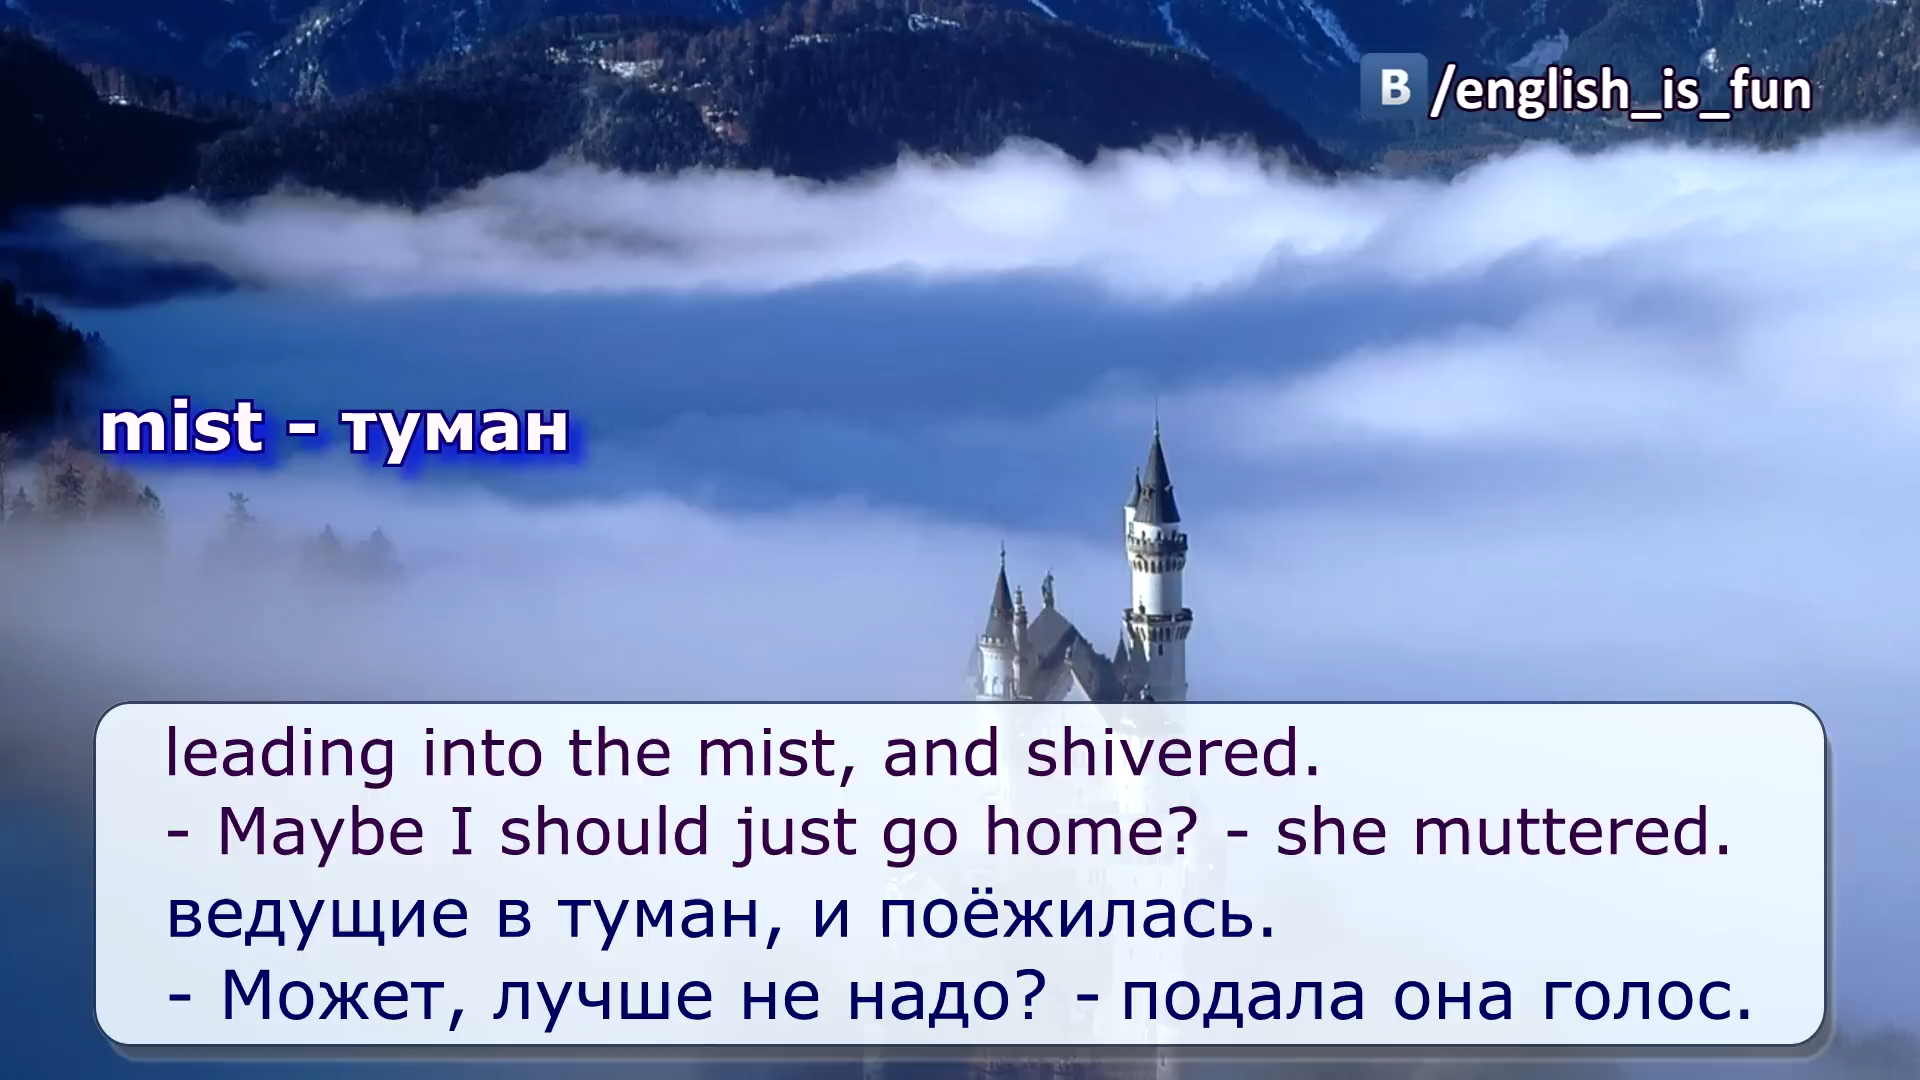 B/english_is_fun
mist - туман
leading into the mist, and shivered.
- Maybe I should just go home? - she muttered.
ведущие в туман, и поёжилась.
- Может, лучше не надо? - подала она голос.